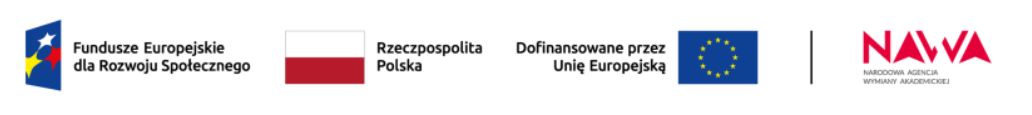 Fundusze Europejskie
dla Rozwoju Społecznego
Rzeczpospolita
Polska
Dofinansowane przez
Unię Europejską
NAWA
NARODOWA AGENCJA
WYMIANY AKADEMICKIEJ